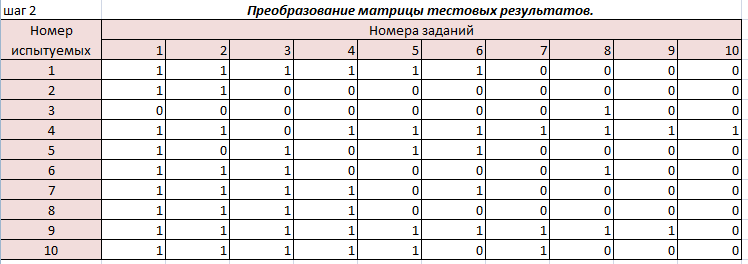 шаг 2 Преобразование матрицы тестовых результатов.
Номер испытуемых Номера заданий
1 2 3 4 5 6 7 8 9 10
1 1 1 1 1 1 1 0 0 0 0
2 1 1 0 0 0 0 0 0 0 0
3 0 0 0 0 0 0 0 1 0 0
4 1 1 0 1 1 1 1 1 1 1
5 1 0 1 0 1 1 0 0 0 0
6 1 1 1 0 0 0 0 1 0 0
7 1 1 1 1 0 1 0 0 0 0
8 1 1 1 1 0 0 0 0 0 0
9 1 1 1 1 1 1 1 1 1 0
10 1 1 1 1 1 0 1 0 0 0